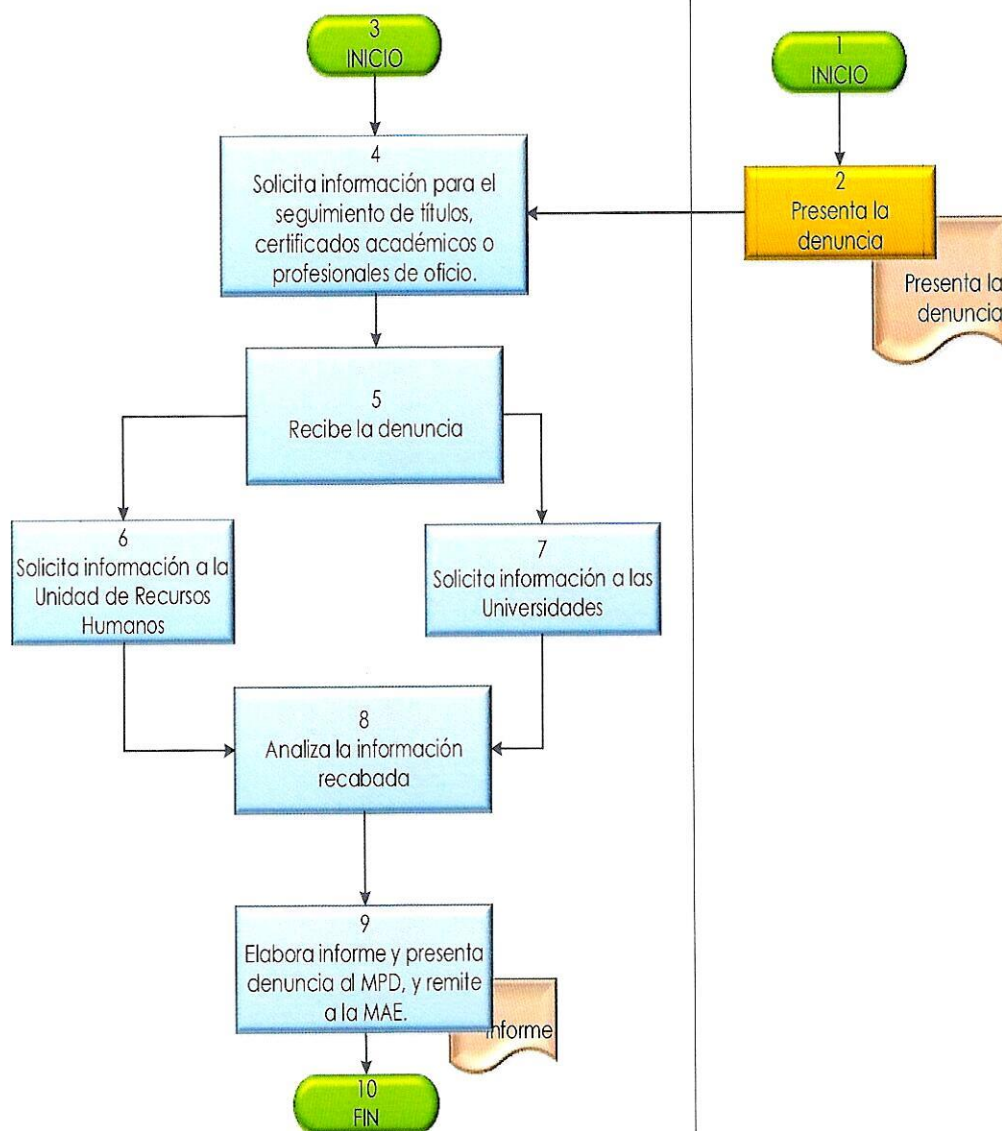 3
INICIO
1
INICIO
4
Solicita información para el
seguimiento de títulos,
certificados académicos o
profesionales de oficio.
2
Presenta la
denuncia
Presenta la
denuncia
5
Recibe la denuncia
6
Solicita información a la
Unidad de Recursos
Humanos
7
Solicita información a las
Universidades
8
Analiza la información
recabada
9
Elabora informe y presenta
denuncia al MPD, y remite
a la MAE.
Informe
10
FIN